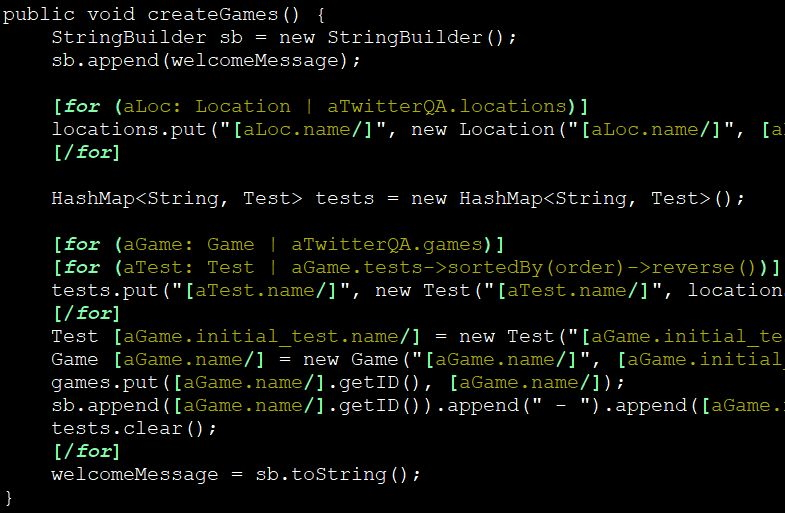 public void createGames() {
    StringBuilder sb = new StringBuilder();
    sb.append(welcomeMessage);

    [for (aLoc: Location | aTwitterQA.locations)]
    locations.put("[aLoc.name/]", new Location("[aLoc.name/]", [a
    [/for]

    HashMap<String, Test> tests = new HashMap<String, Test>();

    [for (aGame: Game | aTwitterQA.games)]
    [for (aTest: Test | aGame.tests->sortedBy(order)->reverse())]
    tests.put("[aTest.name/]", new Test("[aTest.name/]", location
    [/for]
    Test [aGame.initial_test.name/] = new Test("[aGame.initial_te
    Game [aGame.name/] = new Game("[aGame.name/]", [aGame.initial_
    games.put([aGame.name/].getID(), [aGame.name/]);
    sb.append([aGame.name/].getID()).append(" - ").append([aGame.
    tests.clear();
    [/for]
    welcomeMessage = sb.toString();
}